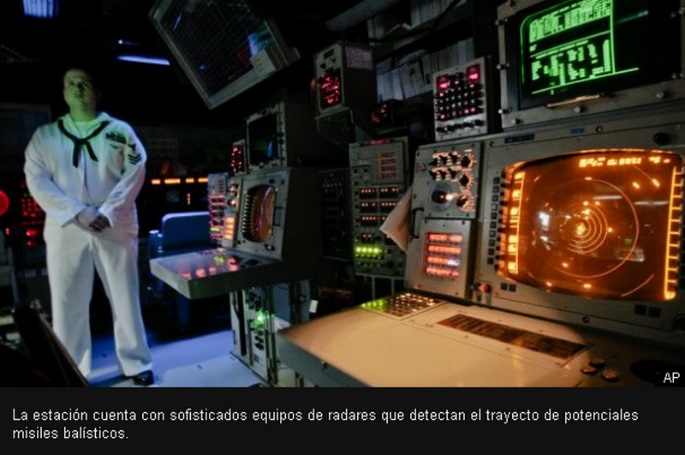 AP
La estación cuenta con sofisticados equipos de radares que detectan el trayecto de potenciales
misiles balísticos.